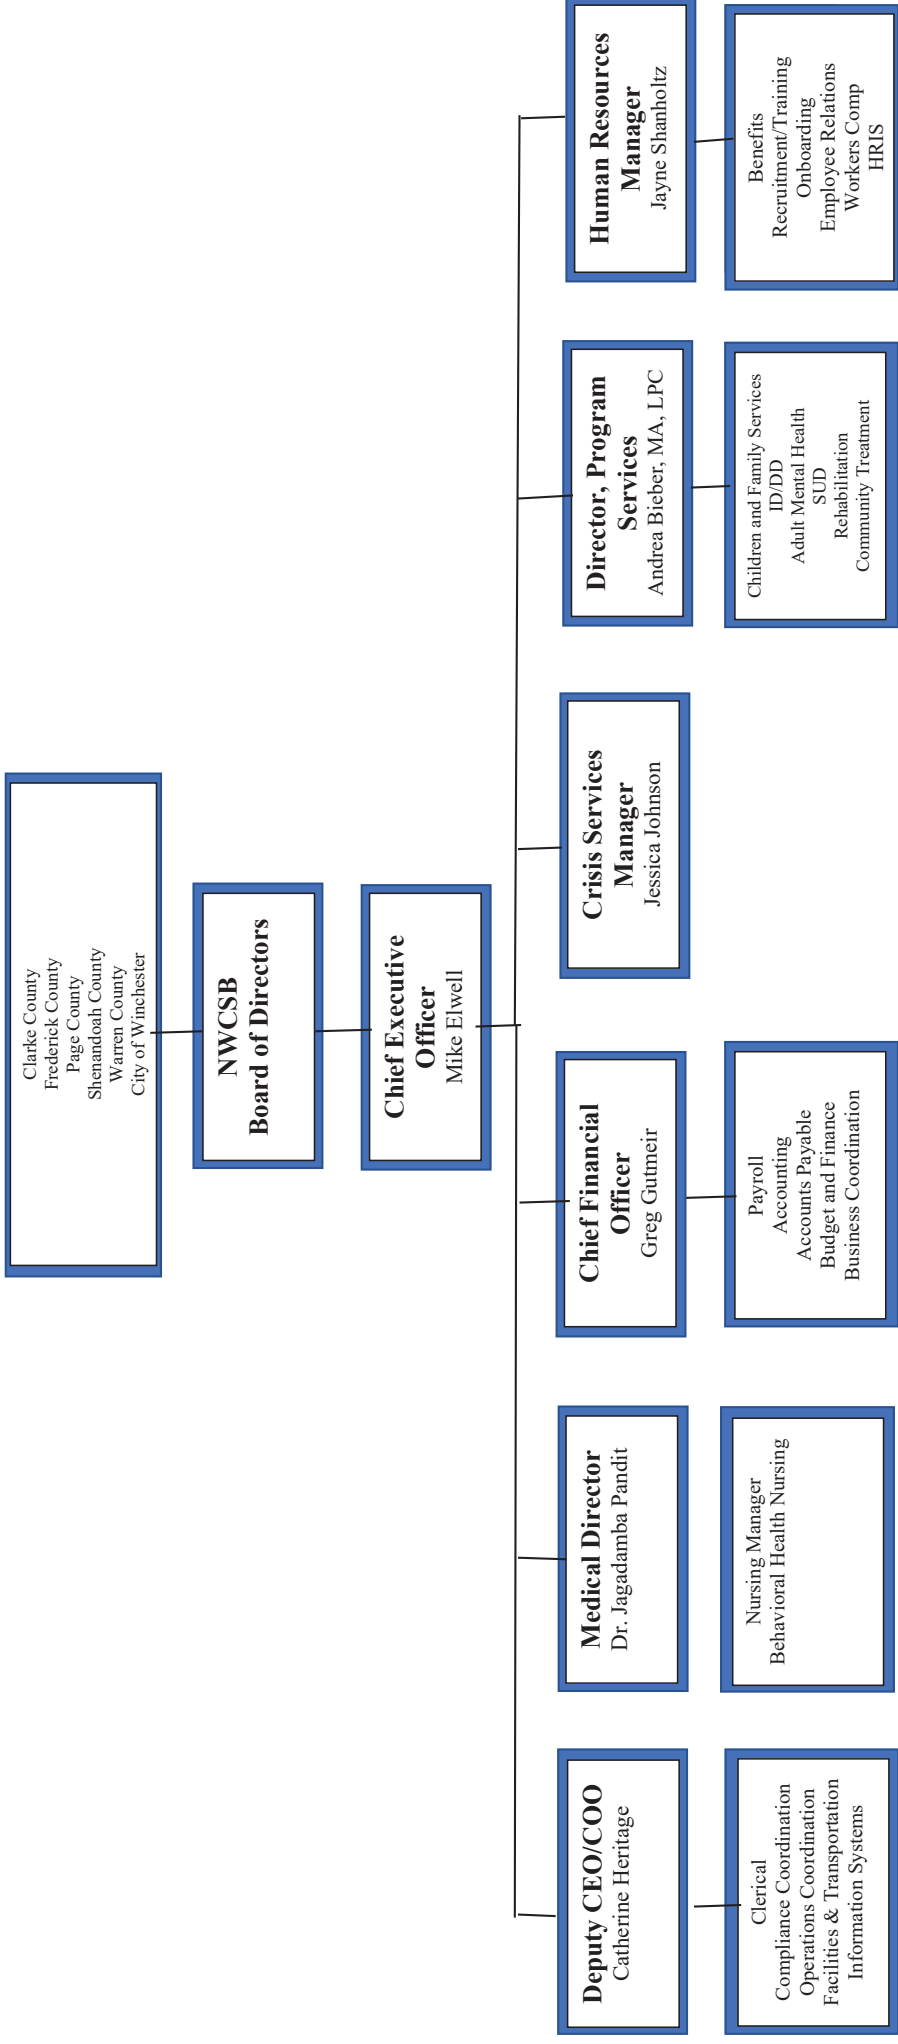 Clarke County
Frederick County
Page County
Shenandoah County
Warren County
City of Winchester
NWCSB
Board of Directors
Chief Executive
Officer
Mike Elwell
Deputy CEO/COO
Catherine Heritage
Medical Director
Dr. Jagadamba Pandit
Chief Financial
Officer
Greg Gutmeir
Crisis Services
Manager
Jessica Johnson
Director, Program
Services
Andrea Bieber, MA, LPC
Human Resources
Manager
Jayne Shanholtz
Clerical
Compliance Coordination
Operations Coordination
Facilities & Transportation
Information Systems
Nursing Manager
Behavioral Health Nursing
Payroll
Accounting
Accounts Payable
Budget and Finance
Business Coordination
Children and Family Services
ID/DD
Adult Mental Health
SUD
Rehabilitation
Community Treatment
Benefits
Recruitment/Training
Onboarding
Employee Relations
Workers Comp
HRIS